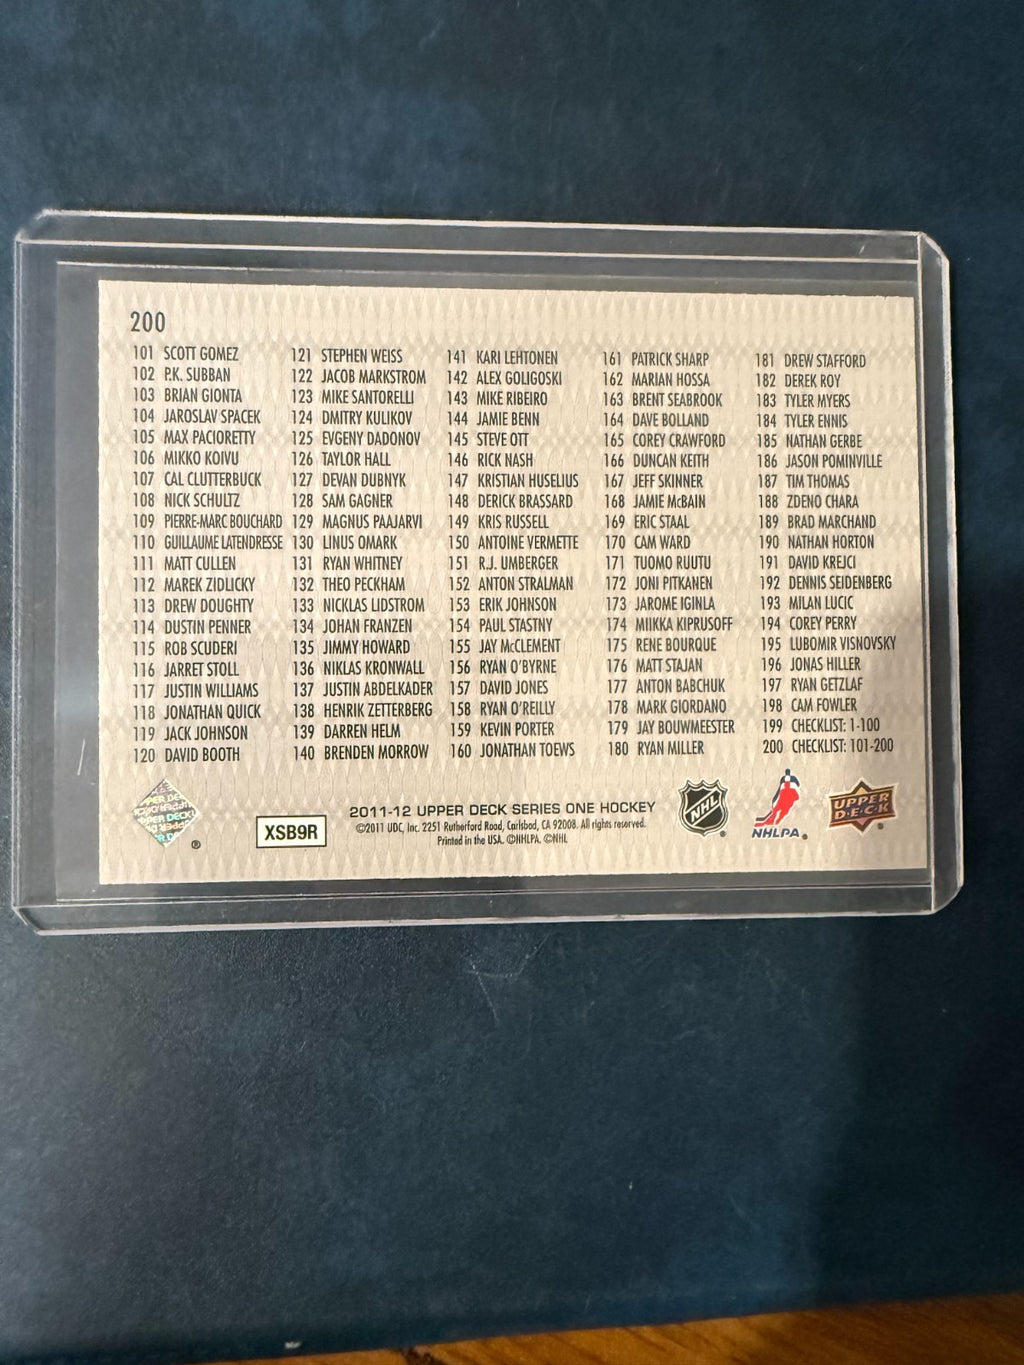 200
101 SCOTT GOMEZ
102 P.K. SUBBAN
103 BRIAN GIONTA
104 JAROSLAV SPACEK
105 MAX PACIORETTY
106 MIKKO KOIVU
107 CAL CLUTTERBUCK
108 NICK SCHULTZ
109 PIERRE-MARC BOUCHARD
110 GUILLAUME LATENDRESSE
111 MATT CULLEN
112 MAREK ZIDLICKY
113 DREW DOUGHTY
114 DUSTIN PENNER
115 ROB SCUDERI
116 JARRET STOLL
117 JUSTIN WILLIAMS
118 JONATHAN QUICK
119 JACK JOHNSON
120 DAVID BOOTH
121 STEPHEN WEISS
122 JACOB MARKSTROM
123 MIKE SANTORELLI
124 DMITRY KULIKOV
125 EVGENY DADONOV
126 TAYLOR HALL
127 DEVAN DUBNYK
128 SAM GAGNER
129 MAGNUS PAAJARVI
130 LINUS OMARK
131 RYAN WHITNEY
132 THEO PECKHAM
133 NICKLAS LIDSTROM
134 JOHAN FRANZEN
135 JIMMY HOWARD
136 NIKLAS KRONWALL
137 JUSTIN ABDELKADER
138 HENRIK ZETTERBERG
139 DARREN HELM
140 BRENDEN MORROW
141 KARI LEHTONEN
142 ALEX GOLIGOSKI
143 MIKE RIBEIRO
144 JAMIE BENN
145 STEVE OTT
146 RICK NASH
147 KRISTIAN HUSELIUS
148 DERICK BRASSARD
149 KRIS RUSSELL
150 ANTOINE VERMETTE
151 R.J. UMBERGER
152 ANTON STRALMAN
153 ERIK JOHNSON
154 PAUL STASTNY
155 JAY McCLEMENT
156 RYAN O'BYRNE
157 DAVID JONES
158 RYAN O'REILLY
159 KEVIN PORTER
160 JONATHAN TOEWS
161 PATRICK SHARP
162 MARIAN HOSSA
163 BRENT SEABROOK
164 DAVE BOLLAND
165 COREY CRAWFORD
166 DUNCAN KEITH
167 JEFF SKINNER
168 JAMIE McBAIN
169 ERIC STAAL
170 CAM WARD
171 TUOMO RUUTU
172 JONI PITKANEN
173 JAROME IGINLA
174 MIIKKA KIPRUSOFF
175 RENE BOURQUE
176 MATT STAJAN
177 ANTON BABCHUK
178 MARK GIORDANO
179 JAY BOUWMEESTER
180 RYAN MILLER
181 DREW STAFFORD
182 DEREK ROY
183 TYLER MYERS
184 TYLER ENNIS
185 NATHAN GERBE
186 JASON POMINVILLE
187 TIM THOMAS
188 ZDENO CHARA
189 BRAD MARCHAND
190 NATHAN HORTON
191 DAVID KREJCI
192 DENNIS SEIDENBERG
193 MILAN LUCIC
194 COREY PERRY
195 LUBOMIR VISNOVSKY
196 JONAS HILLER
197 RYAN GETZLAF
198 CAM FOWLER
199 CHECKLIST: 1-100
200 CHECKLIST: 101-200
®
XSB9R
2011-12 UPPER DECK SERIES ONE HOCKEY
©2011 UDC, Inc. 2251 Rutherford Road, Carlsbad, CA 92008. All rights reserved.
Printed in the USA. ©NHLPA. ©NHL
NHL®
NHLPA®
UPPER DECK®